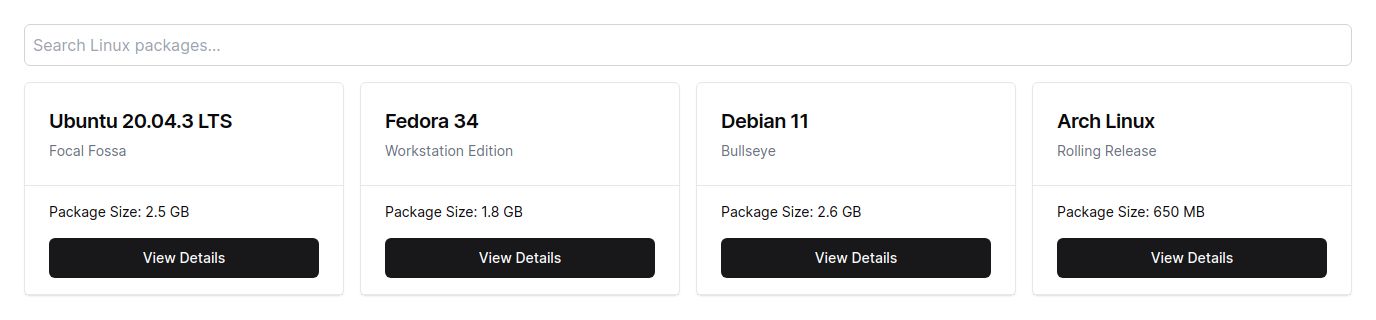 Search Linux packages...
Ubuntu 20.04.3 LTS
Focal Fossa
Package Size: 2.5 GB
View Details
Fedora 34
Workstation Edition
Package Size: 1.8 GB
View Details
Debian 11
Bullseye
Package Size: 2.6 GB
View Details
Arch Linux
Rolling Release
Package Size: 650 MB
View Details